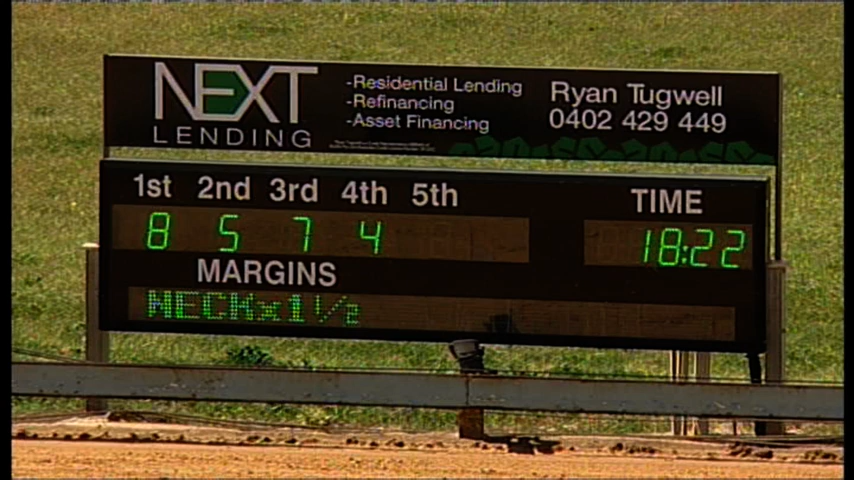 NEXT
LENDING
-Residential Lending
-Refinancing
-Asset Financing
Ryan Tugwell
0402 429 449
1st 2nd 3rd 4th 5th TIME
8 5 7 4 18:22
MARGINS
NECKx1½